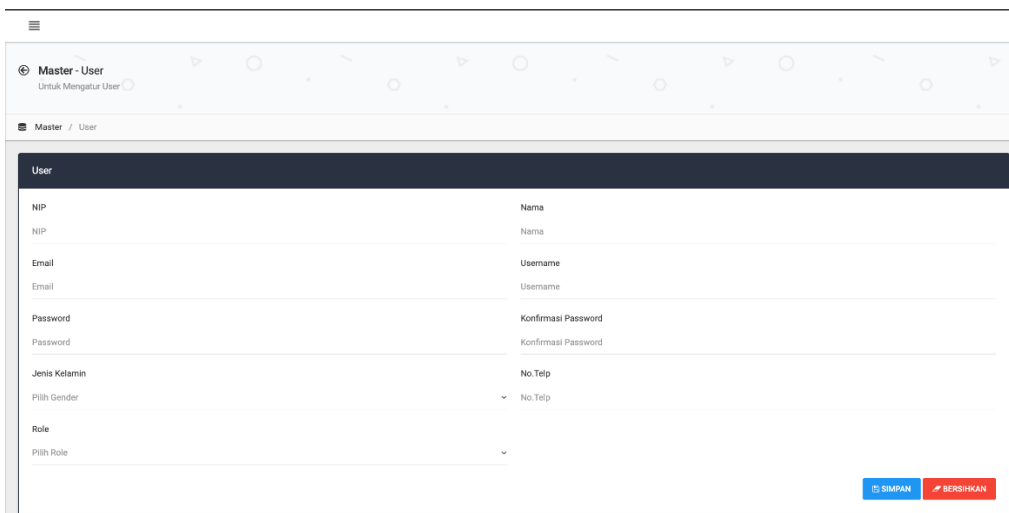 Master - User
Untuk Mengatur User
Master / User
User
NIP
Nama
NIP
Nama
Email
Username
Email
Username
Password
Konfirmasi Password
Password
Konfirmasi Password
Jenis Kelamin
No.Telp
Pilih Gender
No.Telp
Role
Pilih Role
SIMPAN
BERSIHKAN